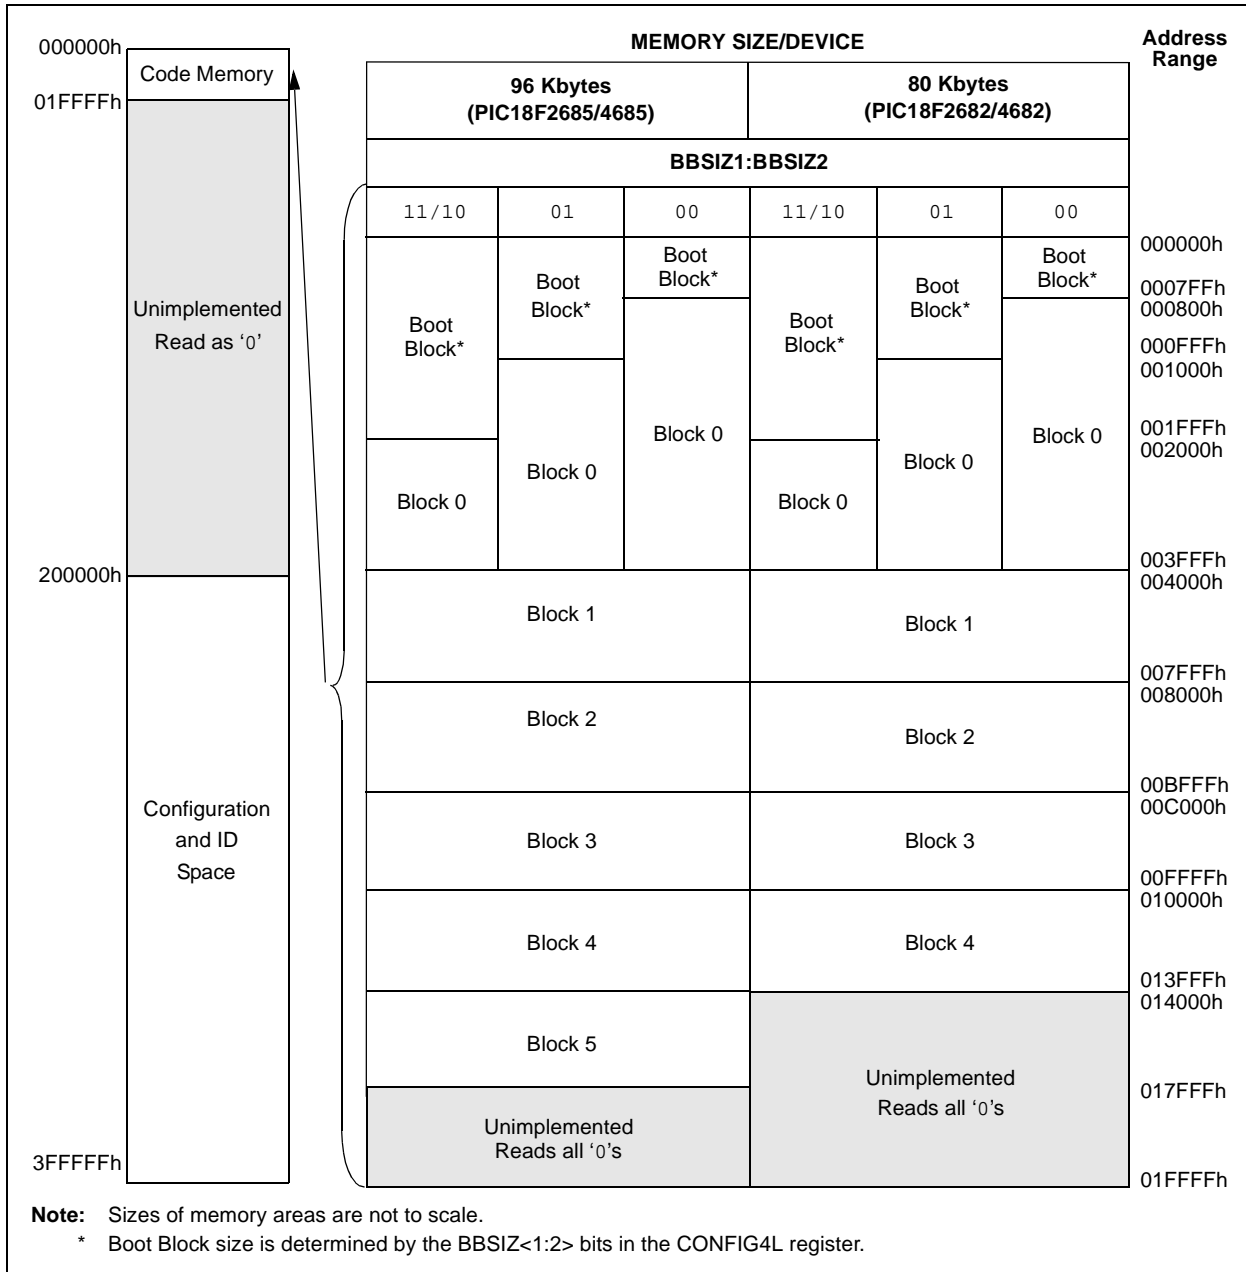 MEMORY SIZE/DEVICE
Address
Range
000000h
Code Memory
01FFFFh
Unimplemented
Read as ‘0’
200000h
Configuration
and ID
Space
3FFFFFh
96 Kbytes
(PIC18F2685/4685)
80 Kbytes
(PIC18F2682/4682)
BBSIZ1:BBSIZ2
11/10
01
00
11/10
01
00
Boot
Block*
Boot
Block*
Boot
Block*
Boot
Block*
Boot
Block*
Boot
Block*
Block 0
Block 0
Block 0
Block 0
Block 0
Block 0
Block 1
Block 1
Block 2
Block 2
Block 3
Block 3
Block 4
Block 4
Block 5
Unimplemented
Reads all ‘0’s
Unimplemented
Reads all ‘0’s
000000h
0007FFh
000800h
000FFFh
001000h
001FFFh
002000h
003FFFh
004000h
007FFFh
008000h
00BFFFh
00C000h
00FFFFh
010000h
013FFFh
014000h
017FFFh
01FFFFh
Note: Sizes of memory areas are not to scale.
* Boot Block size is determined by the BBSIZ<1:2> bits in the CONFIG4L register.